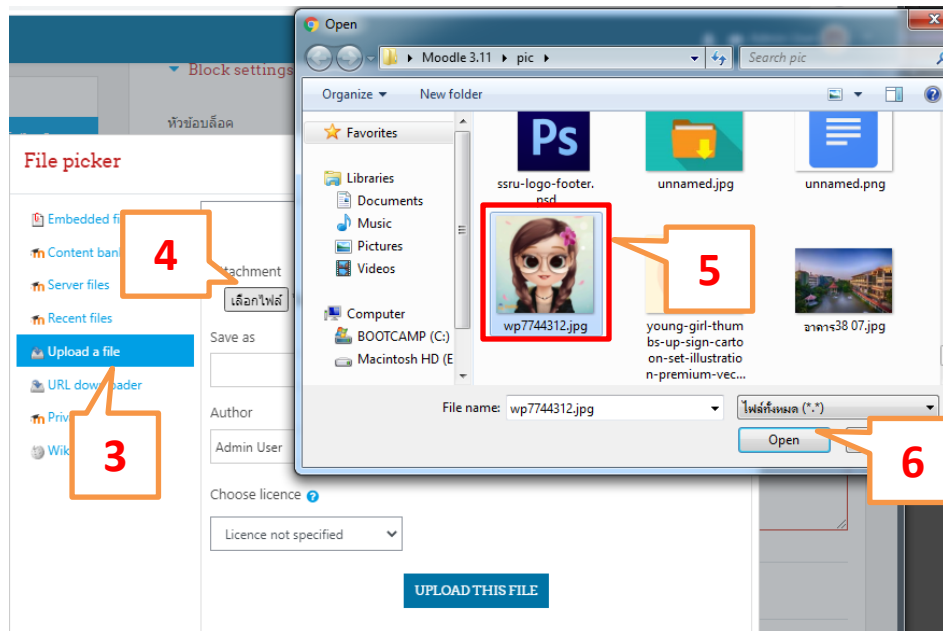 Open
Moodle 3.11
pic
Search pic
Organize
New folder
Block settings
หัวข้อบล็อค
Favorites
Libraries
Documents
Music
Pictures
Videos
Computer
BOOTCAMP (C:)
Macintosh HD (E
Ps
ssru-logo-footer.
psd
unnamed.jpg
unnamed.png
wp7744312.jpg
5
young-girl-thum
bs-up-sign-carto
on-set-illustratio
n-premium-vec...
อาคาร38 07.jpg
File name:
wp7744312.jpg
ไฟล์ทั้งหมด (*.*)
Open
6
File picker
Embedded fi
Content bank
Server files
Recent files
Upload a file
URL downloader
Priv
Wik
3
4
tachment
เลือกไฟล์
Save as
Author
Admin User
Choose licence
Licence not specified
UPLOAD THIS FILE